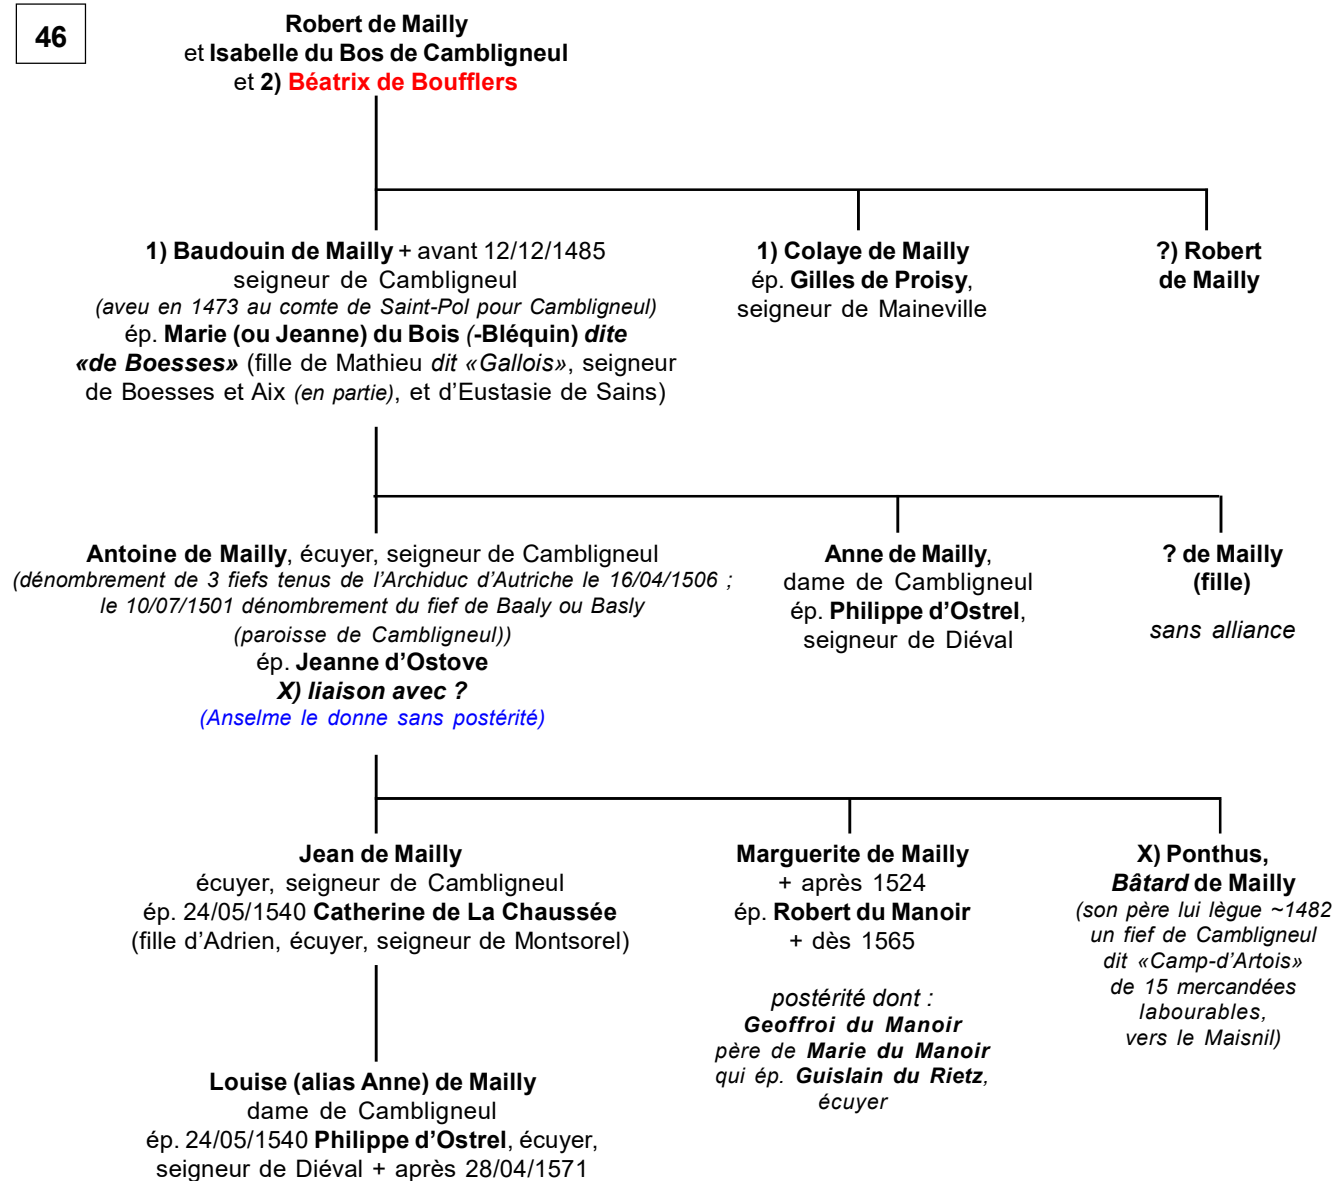 46
Robert de Mailly
et Isabelle du Bos de Cambligneul
et 2) Béatrix de Boufflers
1) Baudouin de Mailly + avant 12/12/1485
seigneur de Cambligneul
(aveu en 1473 au comte de Saint-Pol pour Cambligneul)
ép. Marie (ou Jeanne) du Bois (-Bléquin) dite
«de Boesses» (fille de Mathieu dit «Gallois», seigneur
de Boesses et Aix (en partie), et d'Eustasie de Sains)
1) Colaye de Mailly
ép. Gilles de Proisy,
seigneur de Maineville
?) Robert
de Mailly
Antoine de Mailly, écuyer, seigneur de Cambligneul
(dénombrement de 3 fiefs tenus de l'Archiduc d'Autriche le 16/04/1506 ;
le 10/07/1501 dénombrement du fief de Baaly ou Basly
(paroisse de Cambligneul))
ép. Jeanne d'Ostove
X) liaison avec ?
(Anselme le donne sans postérité)
Anne de Mailly,
dame de Cambligneul
ép. Philippe d'Ostrel,
seigneur de Diéval
? de Mailly
(fille)
sans alliance
Jean de Mailly
écuyer, seigneur de Cambligneul
ép. 24/05/1540 Catherine de La Chaussée
(fille d'Adrien, écuyer, seigneur de Montsorel)
Marguerite de Mailly
+ après 1524
ép. Robert du Manoir
+ dès 1565
postérité dont :
Geoffroi du Manoir
père de Marie du Manoir
qui ép. Guislain du Rietz,
écuyer
X) Ponthus,
Bâtard de Mailly
(son père lui lègue ~1482
un fief de Cambligneul
dit «Camp-d'Artois»
de 15 mercandées
labourables,
vers le Maisnil)
Louise (alias Anne) de Mailly
dame de Cambligneul
ép. 24/05/1540 Philippe d'Ostrel, écuyer,
seigneur de Diéval + après 28/04/1571